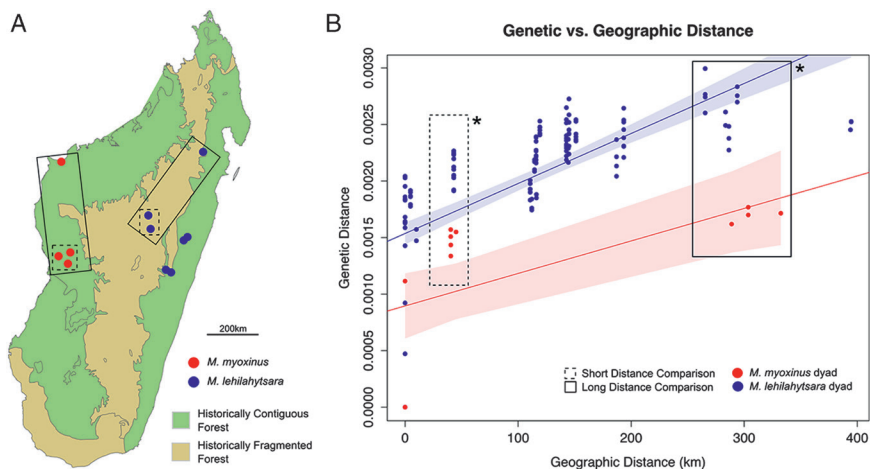 A
200km
M. myoxinus
M. lehilahytsara
Historically Contiguous
Forest
Historically Fragmented
Forest
B
Genetic vs. Geographic Distance
Genetic Distance
0.0030
0.0025
0.0020
0.0015
0.0010
0.0005
0.0000
*
*
Short Distance Comparison
Long Distance Comparison
M. myoxinus dyad
M. lehilahytsara dyad
0
100
200
300
400
Geographic Distance (km)